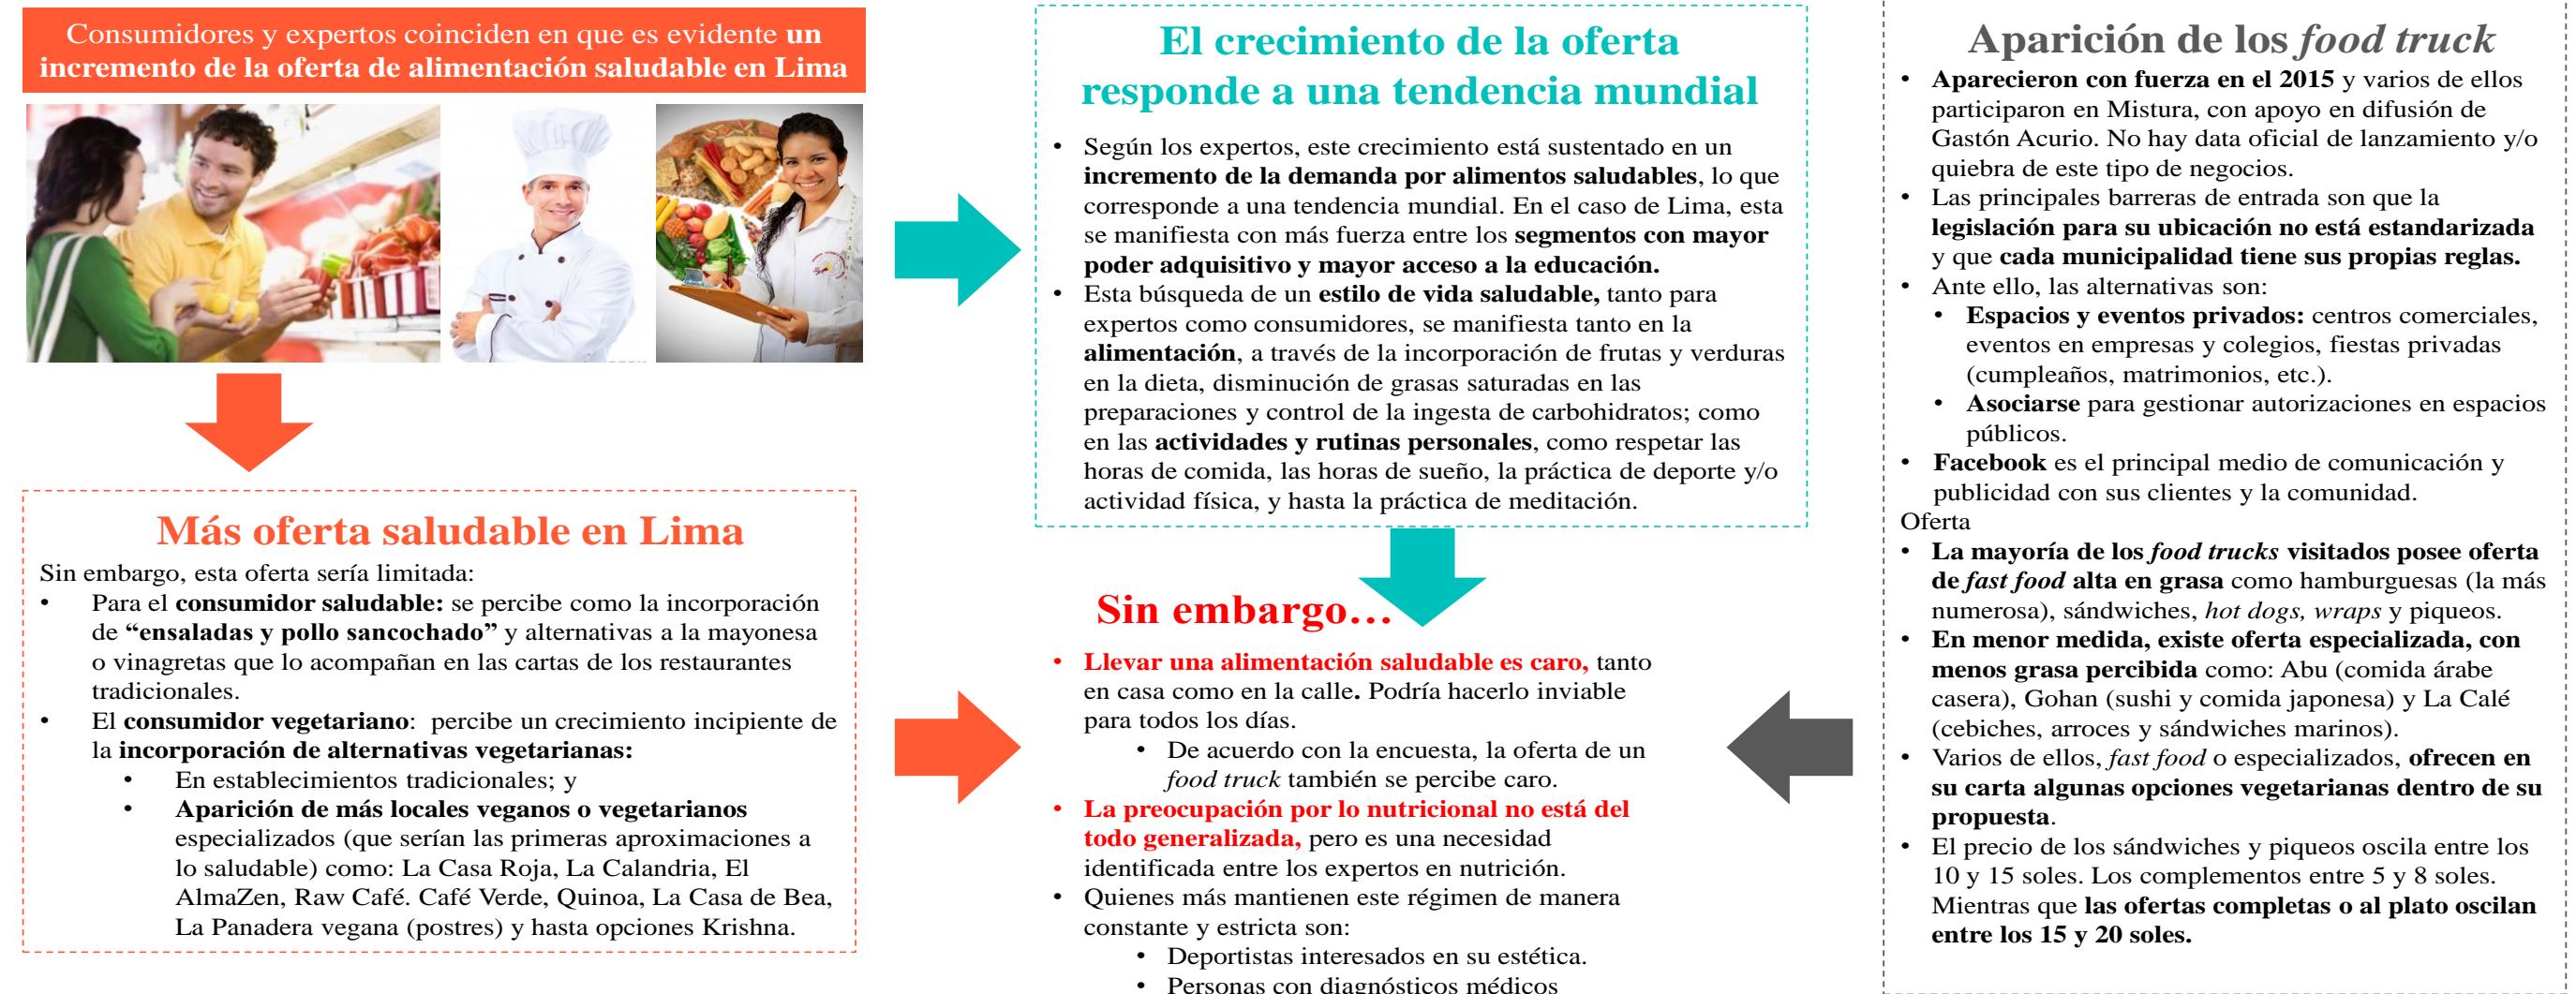 Consumidores y expertos coinciden en que es evidente un
incremento de la oferta de alimentación saludable en Lima
Más oferta saludable en Lima
Sin embargo, esta oferta sería limitada:
• Para el consumidor saludable: se percibe como la incorporación
de “ensaladas y pollo sancochado” y alternativas a la mayonesa
o vinagretas que lo acompañan en las cartas de los restaurantes
tradicionales.
• El consumidor vegetariano: percibe un crecimiento incipiente de
la incorporación de alternativas vegetarianas:
• En establecimientos tradicionales; y
• Aparición de más locales veganos o vegetarianos
especializados (que serían las primeras aproximaciones a
lo saludable) como: La Casa Roja, La Calandria, El
AlmaZen, Raw Café. Café Verde, Quinoa, La Casa de Bea,
La Panadera vegana (postres) y hasta opciones Krishna.
El crecimiento de la oferta
responde a una tendencia mundial
• Según los expertos, este crecimiento está sustentado en un
incremento de la demanda por alimentos saludables, lo que
corresponde a una tendencia mundial. En el caso de Lima, esta
se manifiesta con más fuerza entre los segmentos con mayor
poder adquisitivo y mayor acceso a la educación.
• Esta búsqueda de un estilo de vida saludable, tanto para
expertos como consumidores, se manifiesta tanto en la
alimentación, a través de la incorporación de frutas y verduras
en la dieta, disminución de grasas saturadas en las
preparaciones y control de la ingesta de carbohidratos; como
en las actividades y rutinas personales, como respetar las
horas de comida, las horas de sueño, la práctica de deporte y/o
actividad física, y hasta la práctica de meditación.
Sin embargo…
• Llevar una alimentación saludable es caro, tanto
en casa como en la calle. Podría hacerlo inviable
para todos los días.
• De acuerdo con la encuesta, la oferta de un
food truck también se percibe caro.
• La preocupación por lo nutricional no está del
todo generalizada, pero es una necesidad
identificada entre los expertos en nutrición.
• Quienes más mantienen este régimen de manera
constante y estricta son:
• Deportistas interesados en su estética.
• Personas con diagnósticos médicos
Aparición de los food truck
• Aparecieron con fuerza en el 2015 y varios de ellos
participaron en Mistura, con apoyo en difusión de
Gastón Acurio. No hay data oficial de lanzamiento y/o
quiebra de este tipo de negocios.
• Las principales barreras de entrada son que la
legislación para su ubicación no está estandarizada
y que cada municipalidad tiene sus propias reglas.
• Ante ello, las alternativas son:
• Espacios y eventos privados: centros comerciales,
eventos en empresas y colegios, fiestas privadas
(cumpleaños, matrimonios, etc.).
• Asociarse para gestionar autorizaciones en espacios
públicos.
• Facebook es el principal medio de comunicación y
publicidad con sus clientes y la comunidad.
Oferta
• La mayoría de los food trucks visitados posee oferta
de fast food alta en grasa como hamburguesas (la más
numerosa), sándwiches, hot dogs, wraps y piqueos.
• En menor medida, existe oferta especializada, con
menos grasa percibida como: Abu (comida árabe
casera), Gohan (sushi y comida japonesa) y La Calé
(cebiches, arroces y sándwiches marinos).
• Varios de ellos, fast food o especializados, ofrecen en
su carta algunas opciones vegetarianas dentro de su
propuesta.
• El precio de los sándwiches y piqueos oscila entre los
10 y 15 soles. Los complementos entre 5 y 8 soles.
Mientras que las ofertas completas o al plato oscilan
entre los 15 y 20 soles.